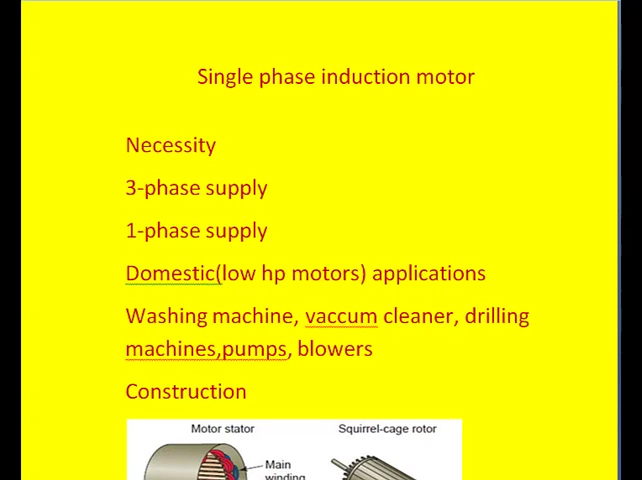 Single phase induction motor
Necessity
3-phase supply
1-phase supply
Domestic(low hp motors) applications
Washing machine, vaccum cleaner, drilling
machines,pumps, blowers
Construction
Motor stator
Squirrel-cage rotor
Main
winding